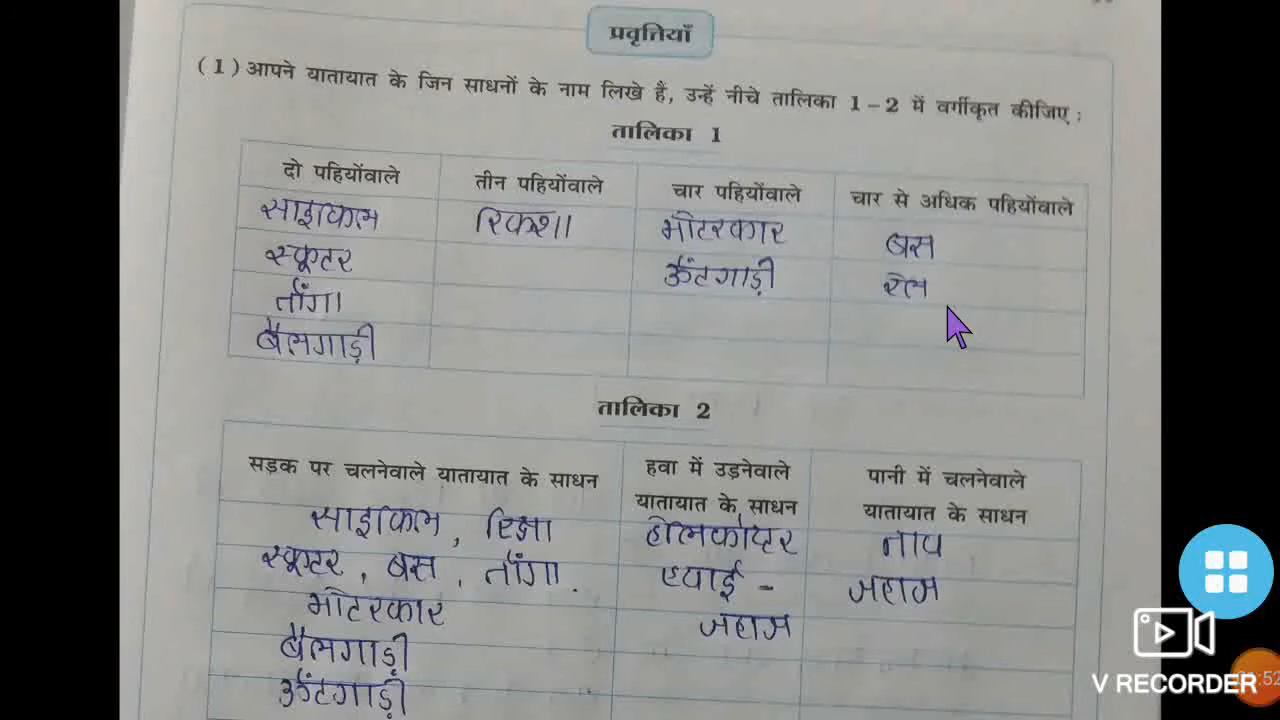 प्रवृत्तियाँ
(1) आपने यातायात के जिन साधनों के नाम लिखे हैं, उन्हें नीचे तालिका 1-2 में वर्गीकृत कीजिए :
तालिका 1
दो पहियोंवाले तीन पहियोंवाले चार पहियोंवाले चार से अधिक पहियोंवाले
साइकिल रिकशा मोटरकार बस
स्कूटर ऊँटगाड़ी रेल
ताँगा
बैलगाड़ी
तालिका 2
सड़क पर चलनेवाले यातायात के साधन हवा में उड़नेवाले यातायात के साधन पानी में चलनेवाले यातायात के साधन
साइकिल, रिक्षा हेलिकोप्टर नाव
स्कूटर, बस, ताँगा. हवाई - जहाज
मोटरकार जहाज
बैलगाड़ी
ऊँटगाड़ी
V RECORDER